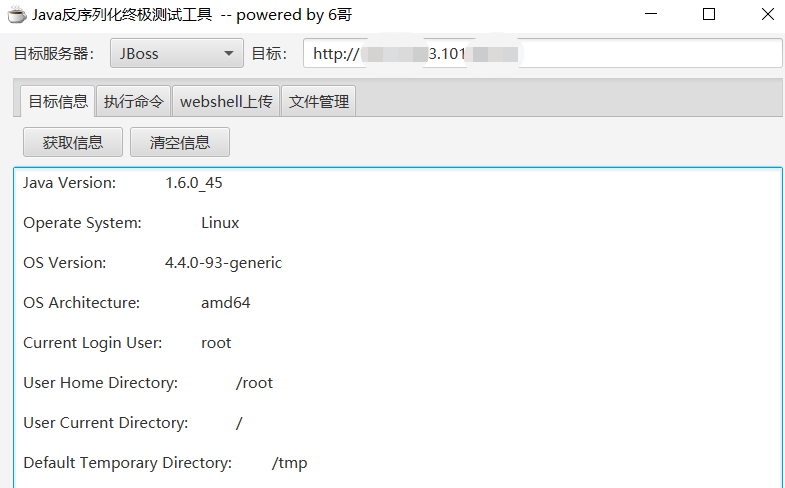 Java反序列化终极测试工具 -- powered by 6哥
目标服务器： JBoss 目标： http:// 3.101
目标信息 执行命令 webshell上传 文件管理
获取信息 清空信息
Java Version: 1.6.0_45
Operate System: Linux
OS Version: 4.4.0-93-generic
OS Architecture: amd64
Current Login User: root
User Home Directory: /root
User Current Directory: /
Default Temporary Directory: /tmp